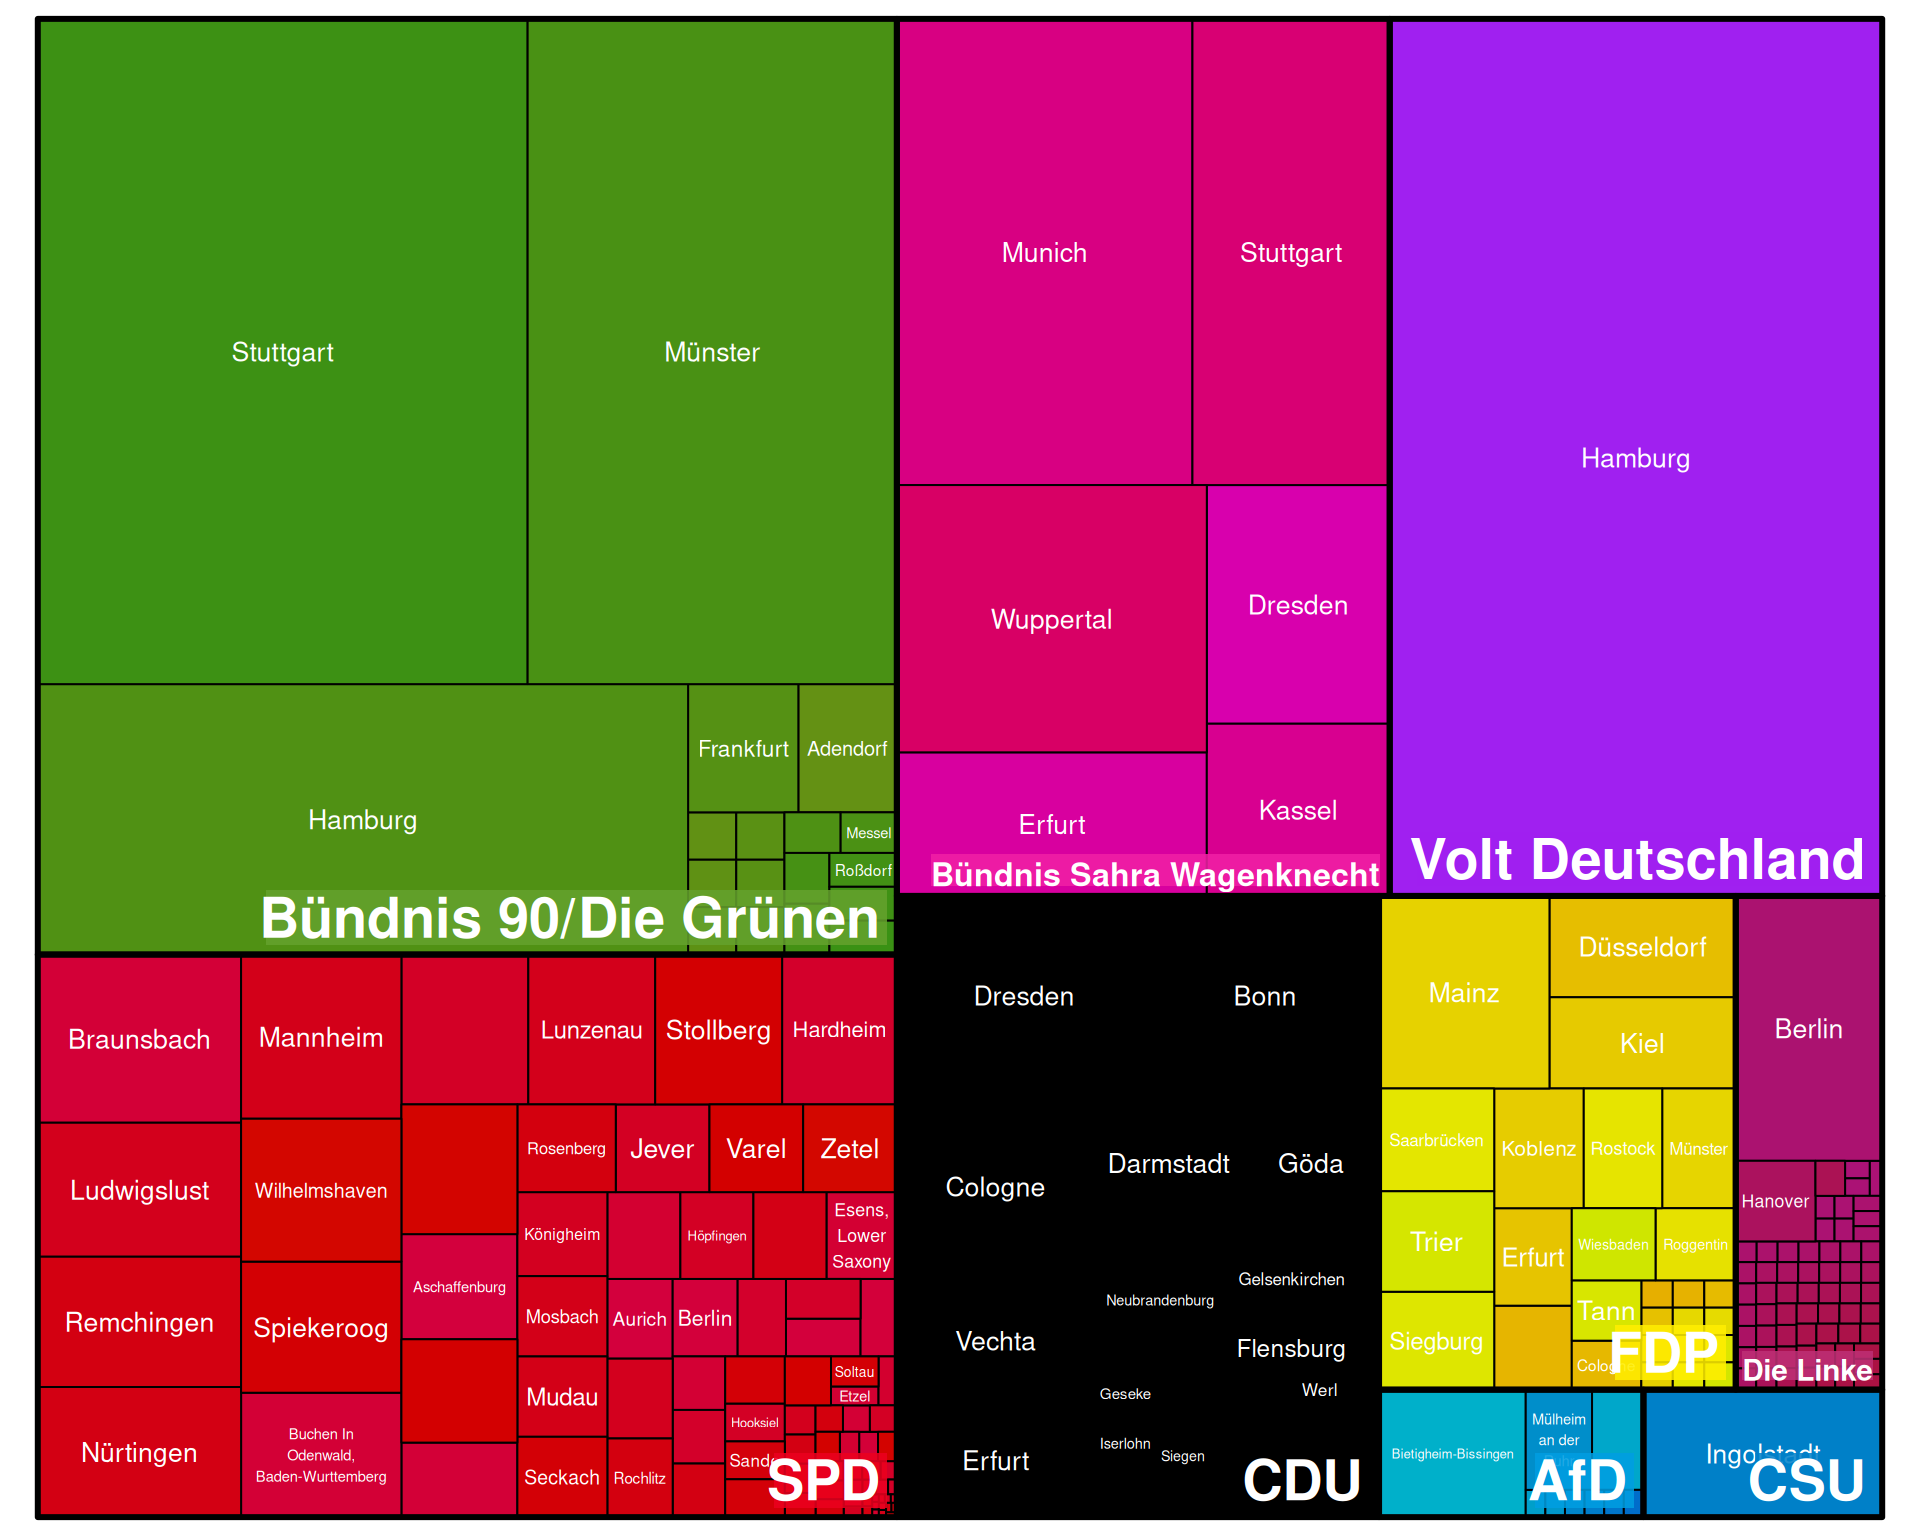 Stuttgart
Münster
Hamburg
Frankfurt
Adendorf
Messel
Roßdorf
Bündnis 90/Die Grünen
Munich
Stuttgart
Wuppertal
Dresden
Erfurt
Kassel
Bündnis Sahra Wagenknecht
Hamburg
Volt Deutschland
Braunsbach
Mannheim
Lunzenau
Stollberg
Hardheim
Ludwigslust
Wilhelmshaven
Rosenberg
Jever
Varel
Zetel
Königheim
Höpfingen
Esens,
Lower
Saxony
Remchingen
Spiekeroog
Aschaffenburg
Mosbach
Aurich
Berlin
Nürtingen
Buchen In
Odenwald,
Baden-Wurttemberg
Mudau
Soltau
Etzel
Hooksiel
Seckach
Rochlitz
SPD
Dresden
Bonn
Cologne
Darmstadt
Göda
Vechta
Neubrandenburg
Gelsenkirchen
Flensburg
Geseke
Werl
Erfurt
Iserlohn
Siegen
CDU
Mainz
Düsseldorf
Kiel
Saarbrücken
Koblenz
Rostock
Münster
Trier
Erfurt
Wiesbaden
Roggentin
Siegburg
Tann
Cologne
FDP
Berlin
Hanover
Die Linke
Bietigheim-Bissingen
Mülheim
an der
AfD
Ingolstadt
CSU